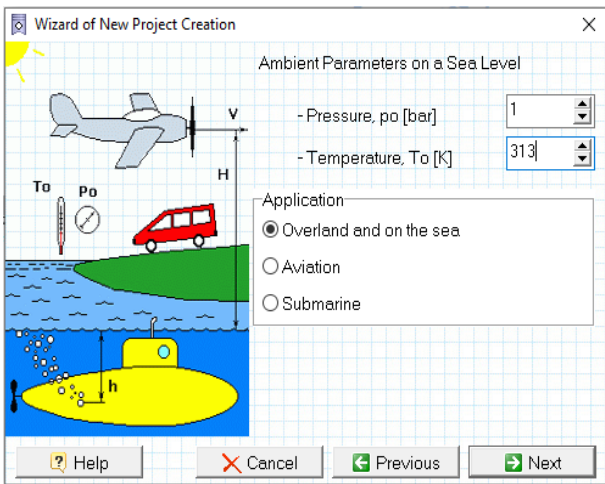 Wizard of New Project Creation
Ambient Parameters on a Sea Level
- Pressure, po [bar]
1
- Temperature, To [K]
313
V
H
To
Po
h
Application
Overland and on the sea
Aviation
Submarine
Help
Cancel
Previous
Next